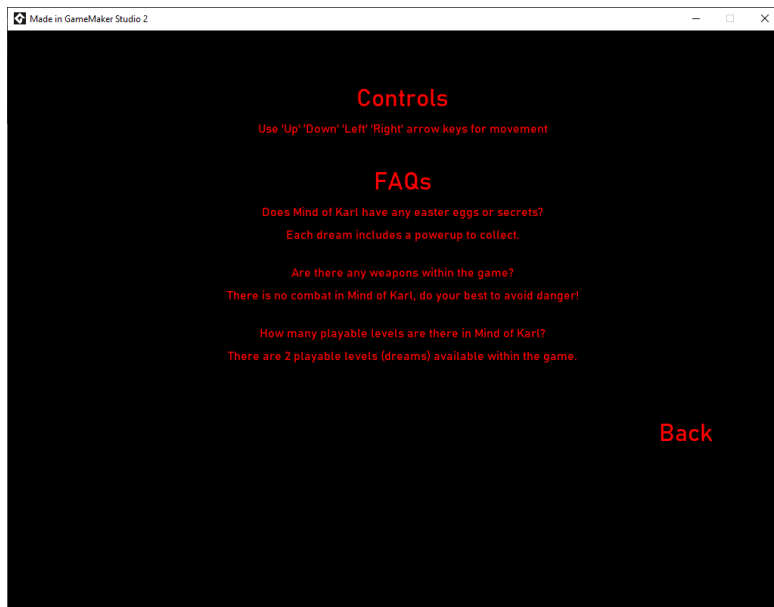 Made in GameMaker Studio 2
Controls
Use 'Up' 'Down' 'Left' 'Right' arrow keys for movement
FAQs
Does Mind of Karl have any easter eggs or secrets?
Each dream includes a powerup to collect.
Are there any weapons within the game?
There is no combat in Mind of Karl, do your best to avoid danger!
How many playable levels are there in Mind of Karl?
There are 2 playable levels (dreams) available within the game.
Back